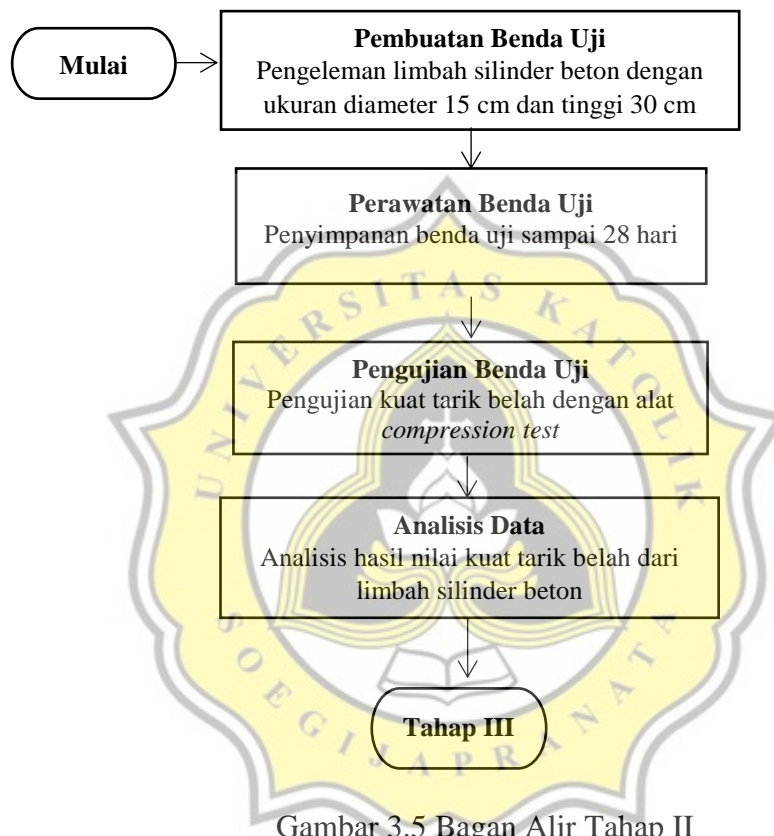 Mulai
Pembuatan Benda Uji
Pengeleman limbah silinder beton dengan
ukuran diameter 15 cm dan tinggi 30 cm
Perawatan Benda Uji
Penyimpanan benda uji sampai 28 hari
Pengujian Benda Uji
Pengujian kuat tarik belah dengan alat
compression test
Analisis Data
Analisis hasil nilai kuat tarik belah dari
limbah silinder beton
Tahap III
UNIVERSITAS KATOLIK
SOEGIJAPRANATA
Gambar 3.5 Bagan Alir Tahap II